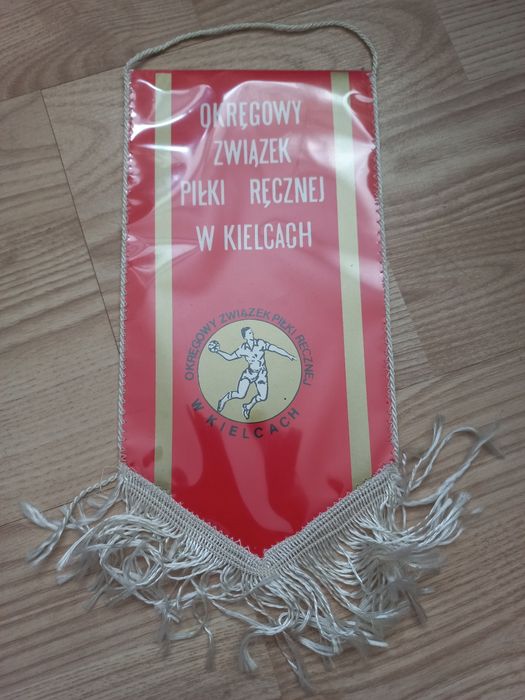 OKRĘGOWY
ZWIĄZEK
PIŁKI RĘCZNEJ
W KIELCACH
OKRĘGOWY ZWIĄZEK PIŁKI RĘCZNEJ
W KIELCACH